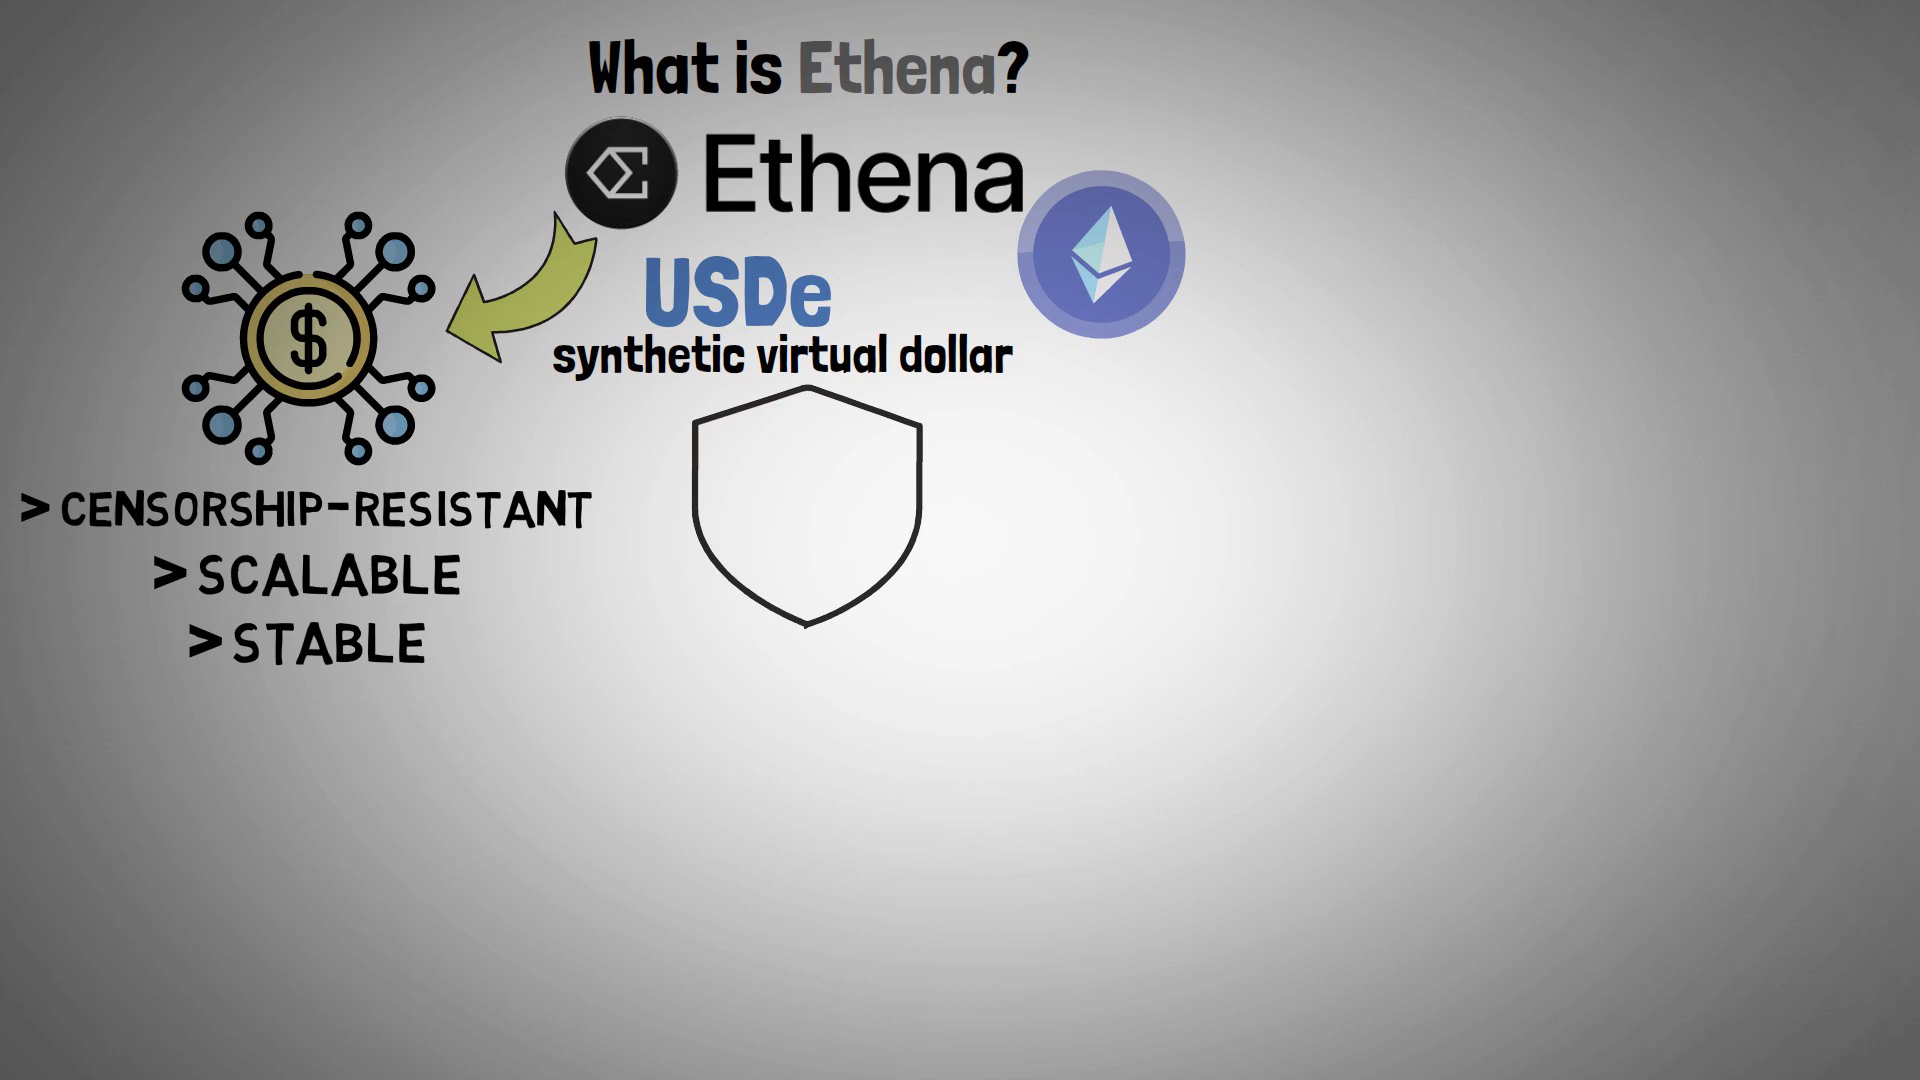 What is Ethena?
Ethena
USDe
synthetic virtual dollar
$
> CENSORSHIP-RESISTANT
> SCALABLE
> STABLE